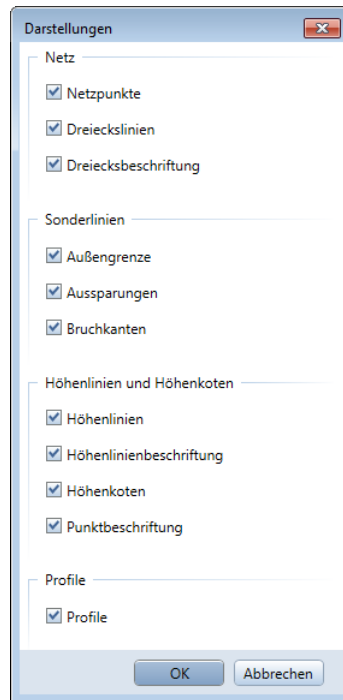 Darstellungen
Netz
Netzpunkte
Dreieckslinien
Dreiecksbeschriftung
Sonderlinien
Außengrenze
Aussparungen
Bruchkanten
Höhenlinien und Höhenkoten
Höhenlinien
Höhenlinienbeschriftung
Höhenkoten
Punktbeschriftung
Profile
Profile
OK Abbrechen